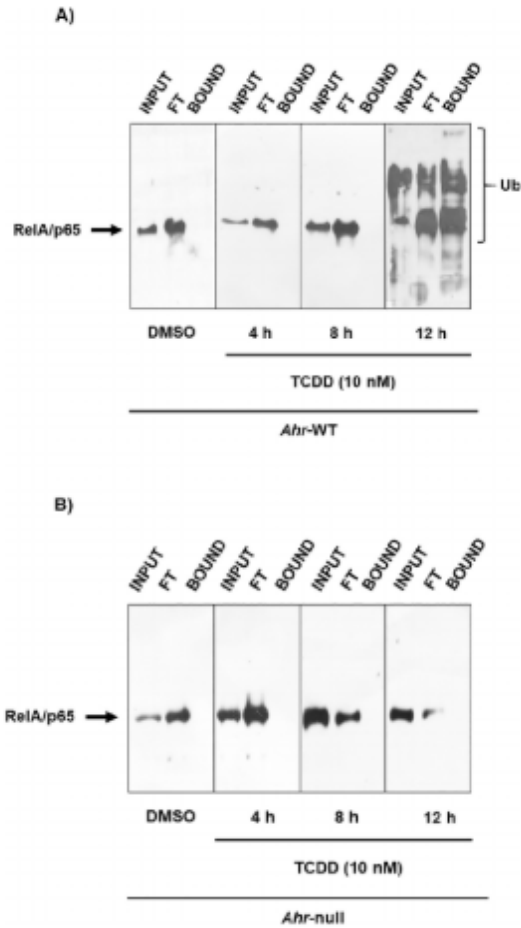 A)
INPUT FT BOUND INPUT FT BOUND INPUT FT BOUND INPUT FT BOUND
Ub
RelA/p65
DMSO 4 h 8 h 12 h
TCDD (10 nM)
Ahr-WT
B)
INPUT FT BOUND INPUT FT BOUND INPUT FT BOUND INPUT FT BOUND
RelA/p65
DMSO 4 h 8 h 12 h
TCDD (10 nM)
Ahr-null